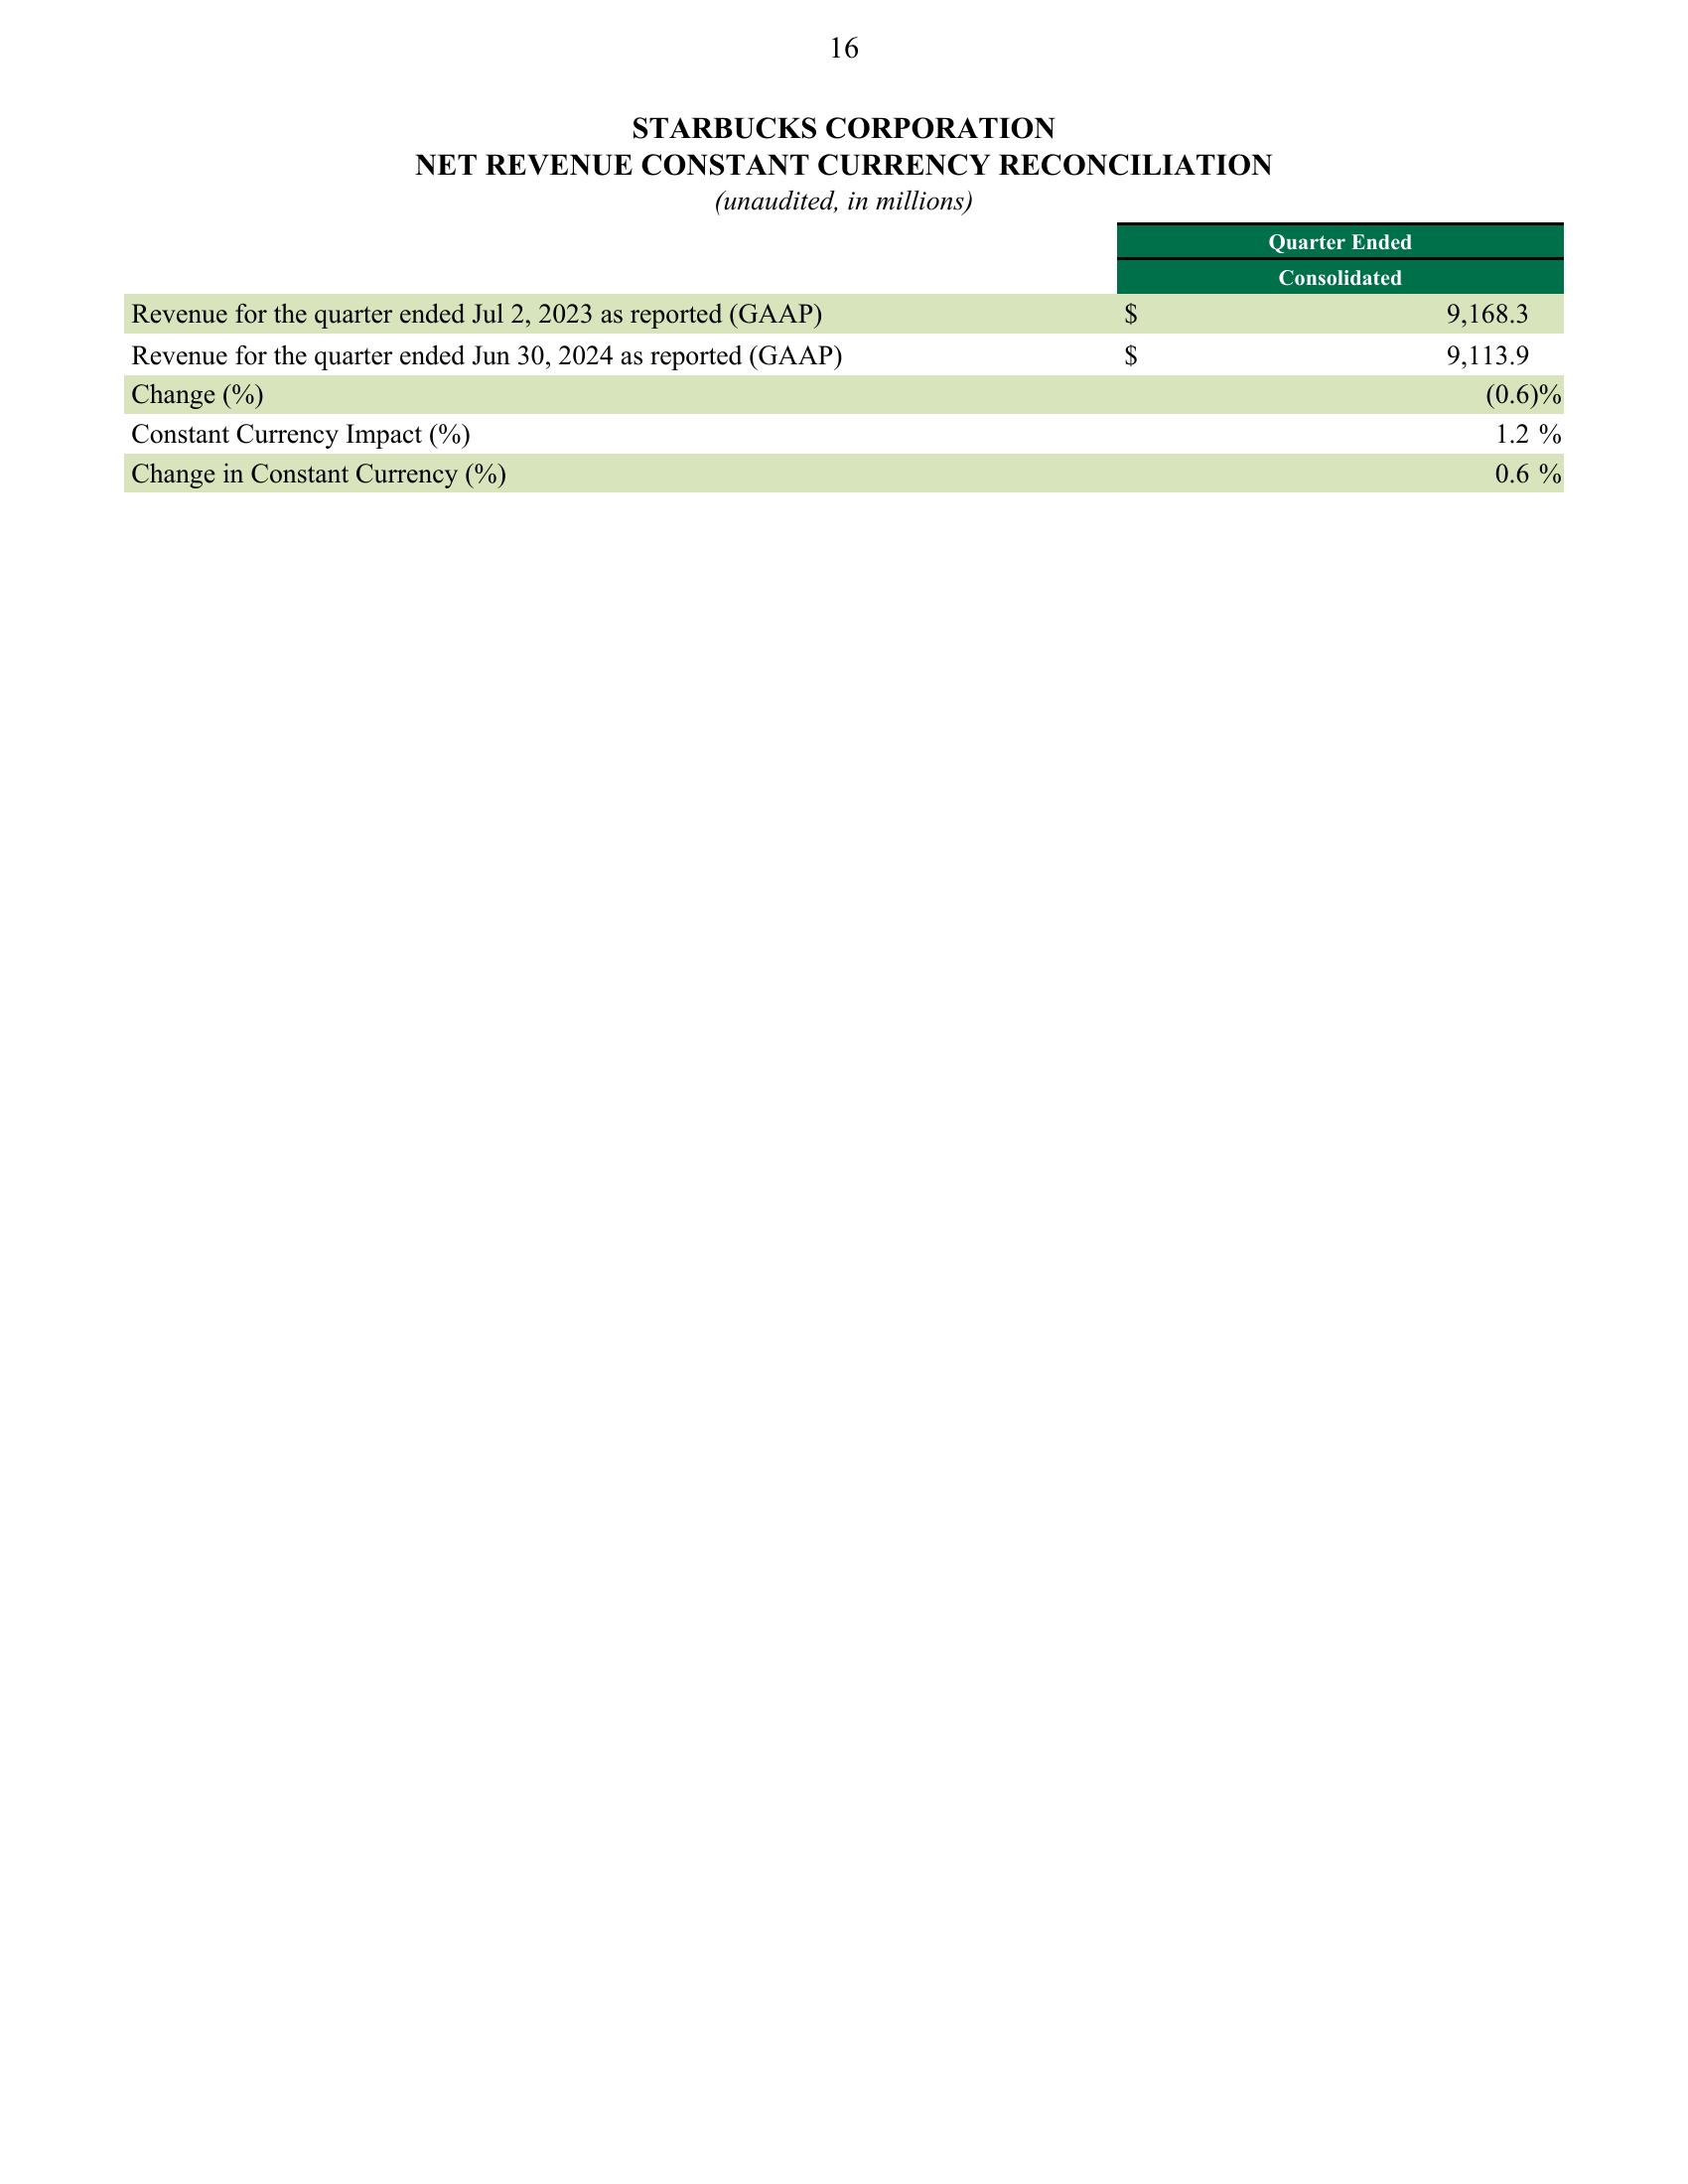 16
STARBUCKS CORPORATION
NET REVENUE CONSTANT CURRENCY RECONCILIATION
(unaudited, in millions)
Quarter Ended
Consolidated
Revenue for the quarter ended Jul 2, 2023 as reported (GAAP) $ 9,168.3
Revenue for the quarter ended Jun 30, 2024 as reported (GAAP) $ 9,113.9
Change (%) (0.6)%
Constant Currency Impact (%) 1.2 %
Change in Constant Currency (%) 0.6 %